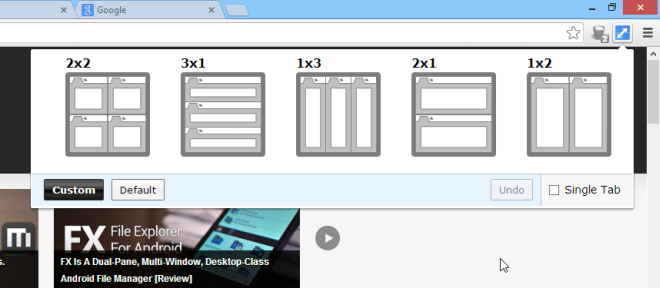 Google
2
2x2 3x1 1x3 2x1 1x2
Custom Default Undo Single Tab
s.
FX File Explorer
For Android
FX Is A Dual-Pane, Multi-Window, Desktop-Class
Android File Manager [Review]